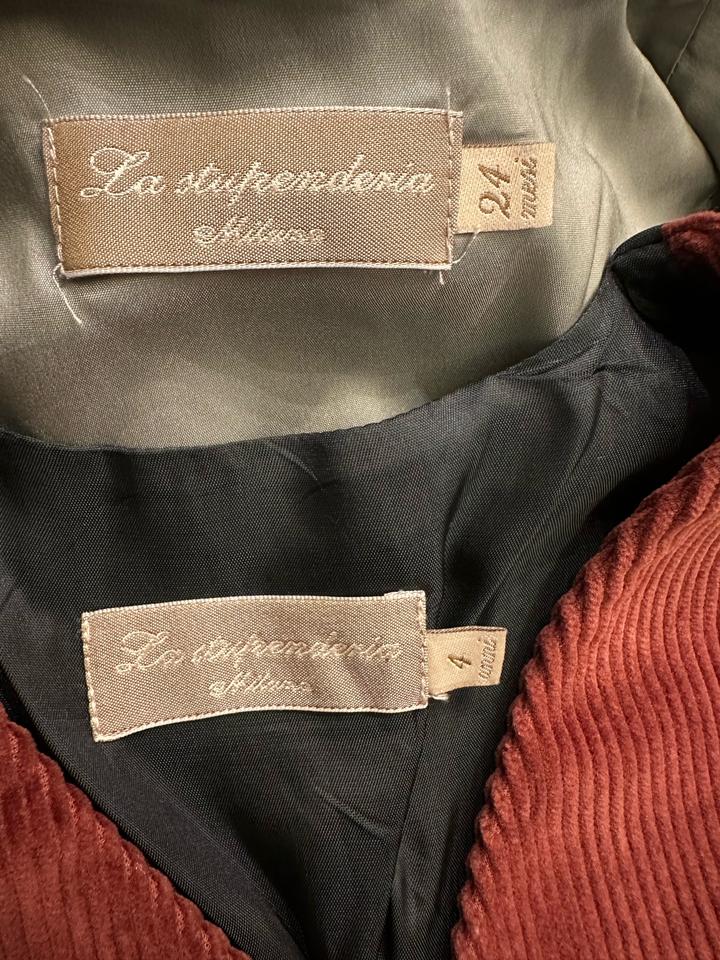 La stupenderia
Milano
24
mesi
La stupenderia
Milano
4
anni